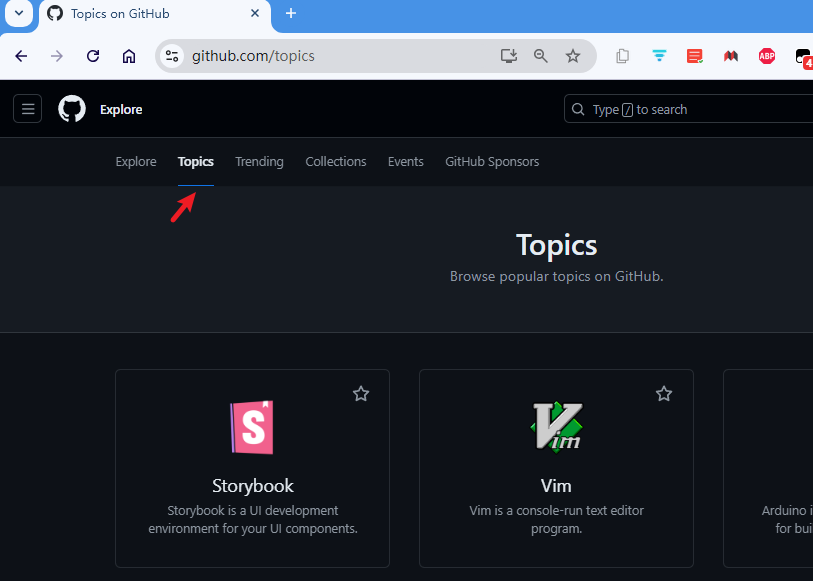 Topics on GitHub
github.com/topics
ABP
4
Explore
Type / to search
Explore Topics Trending Collections Events GitHub Sponsors
Topics
Browse popular topics on GitHub.
S
Storybook
Storybook is a UI development
environment for your UI components.
Vim
Vim
Vim is a console-run text editor
program.
Arduino i
for bui